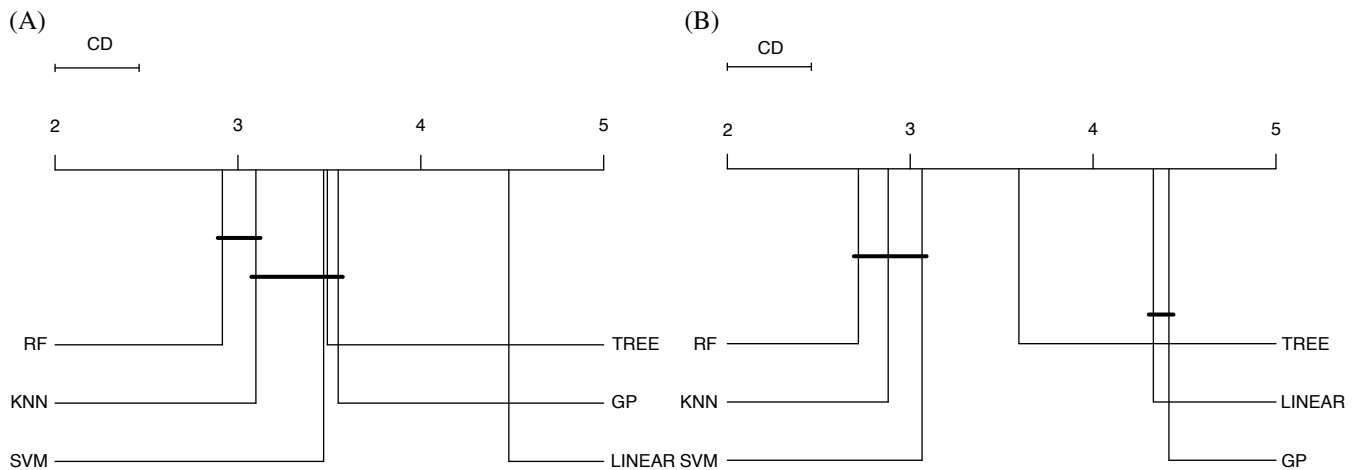 (A)
CD
2 3 4 5
RF
KNN
SVM
TREE
GP
LINEAR
(B)
CD
2 3 4 5
RF
KNN
SVM
TREE
LINEAR
GP